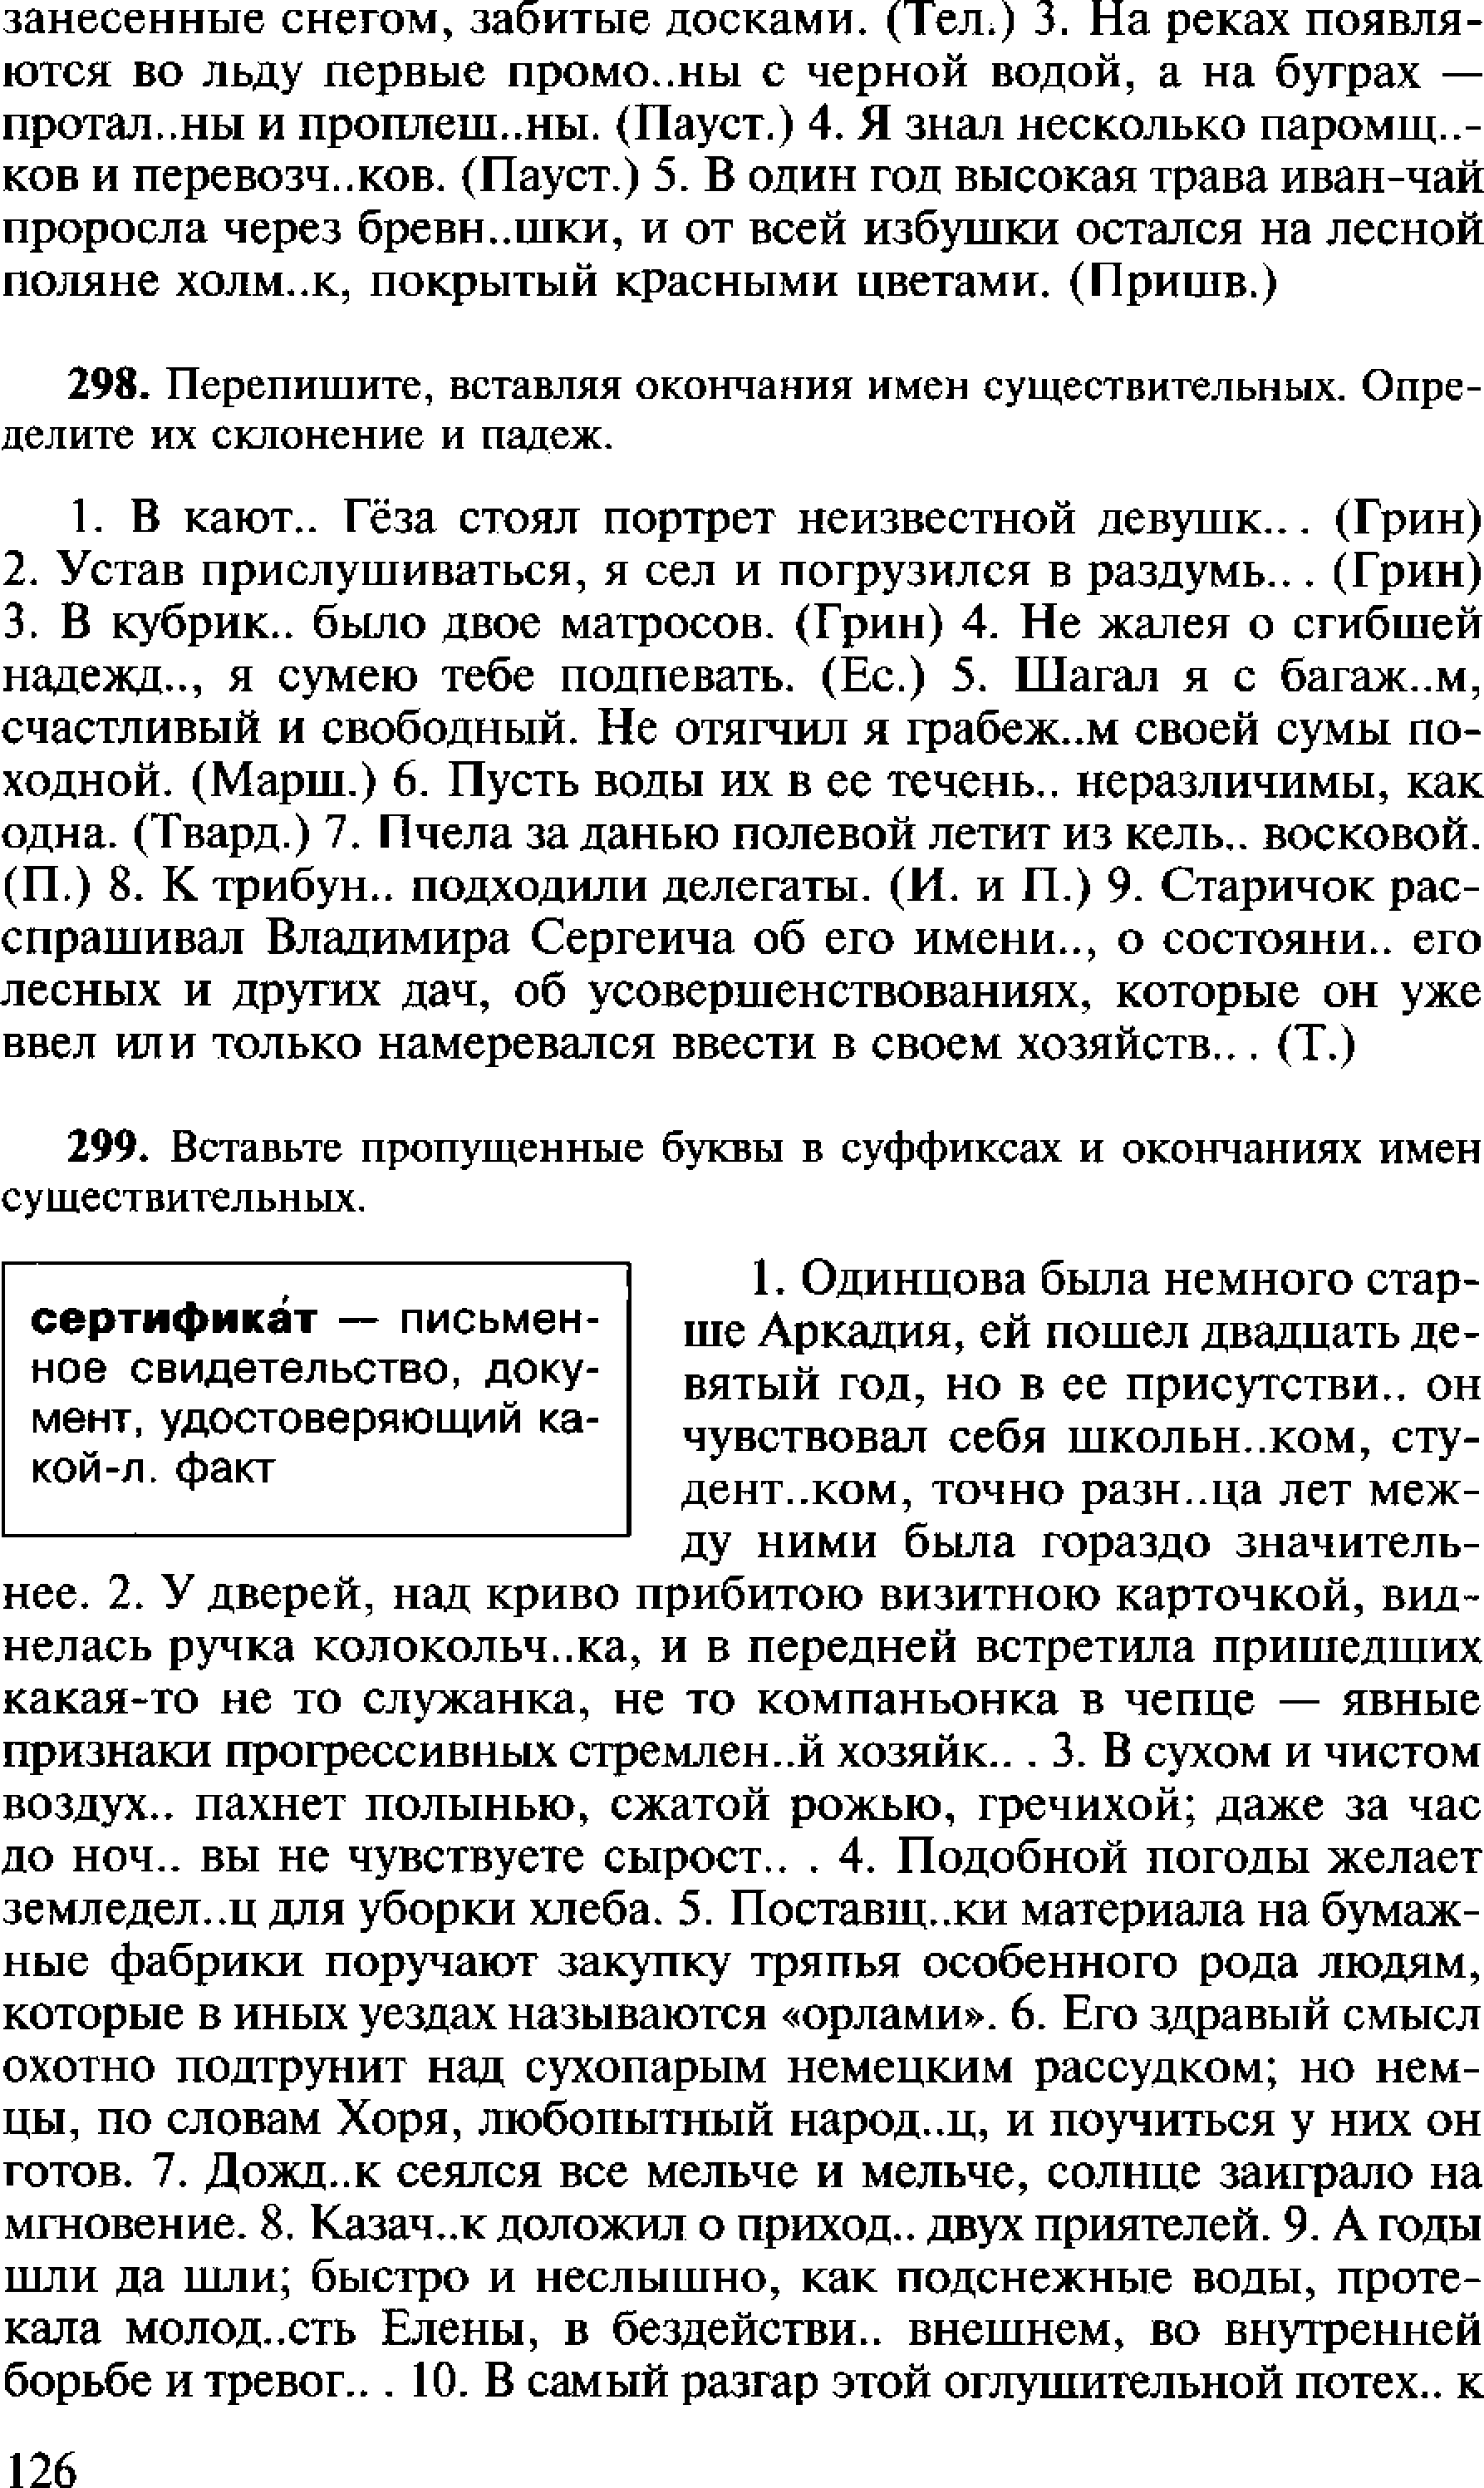 занесенные снегом, забитые досками. (Тел.) 3. На реках появля-
ются во льду первые промо..ны с черной водой, а на буграх —
протал..ны и проплеш..ны. (Пауст.) 4. Я знал несколько паромщ..-
ков и перевозч..ков. (Пауст.) 5. В один год высокая трава иван-чай
проросла через бревн..шки, и от всей избушки остался на лесной
поляне холм..к, покрытый красными цветами. (Пришв.)
298. Перепишите, вставляя окончания имен существительных. Опре-
делите их склонение и падеж.
1. В кают.. Гёза стоял портрет неизвестной девушк.. . (Грин)
2. Устав прислушиваться, я сел и погрузился в раздумь.. . (Грин)
3. В кубрик.. было двое матросов. (Грин) 4. Не жалея о сгибшей
надежд.., я сумею тебе подпевать. (Ес.) 5. Шагал я с багаж..м,
счастливый и свободный. Не отягчил я грабеж..м своей сумы по-
ходной. (Марш.) 6. Пусть воды их в ее течень.. неразличимы, как
одна. (Твард.) 7. Пчела за данью полевой летит из кель.. восковой.
(П.) 8. К трибун.. подходили делегаты. (И. и П.) 9. Старичок рас-
спрашивал Владимира Сергеича об его имени.., о состояни.. его
лесных и других дач, об усовершенствованиях, которые он уже
ввел или только намеревался ввести в своем хозяйств.. . (Т.)
299. Вставьте пропущенные буквы в суффиксах и окончаниях имен
существительных.
сертифика́т — письмен-
ное свидетельство, доку-
мент, удостоверяющий ка-
кой-л. факт
1. Одинцова была немного стар-
ше Аркадия, ей пошел двадцать де-
вятый год, но в ее присутстви.. он
чувствовал себя школьн..ком, сту-
дент..ком, точно разн..ца лет меж-
ду ними была гораздо значитель-
нее. 2. У дверей, над криво прибитою визитною карточкой, вид-
нелась ручка колокольч..ка, и в передней встретила пришедших
какая-то не то служанка, не то компаньонка в чепце — явные
признаки прогрессивных стремлен..й хозяйк.. . 3. В сухом и чистом
воздух.. пахнет полынью, сжатой рожью, гречихой; даже за час
до ноч.. вы не чувствуете сырост.. . 4. Подобной погоды желает
земледел..ц для уборки хлеба. 5. Поставщ..ки материала на бумаж-
ные фабрики поручают закупку тряпья особенного рода людям,
которые в иных уездах называются «орлами». 6. Его здравый смысл
охотно подтрунит над сухопарым немецким рассудком; но нем-
цы, по словам Хоря, любопытный народ..ц, и поучиться у них он
готов. 7. Дожд..к сеялся все мельче и мельче, солнце заиграло на
мгновение. 8. Казач..к доложил о приход.. двух приятелей. 9. А годы
шли да шли; быстро и неслышно, как подснежные воды, проте-
кала молод..сть Елены, в бездействи.. внешнем, во внутренней
борьбе и тревог.. . 10. В самый разгар этой оглушительной потех.. к
126